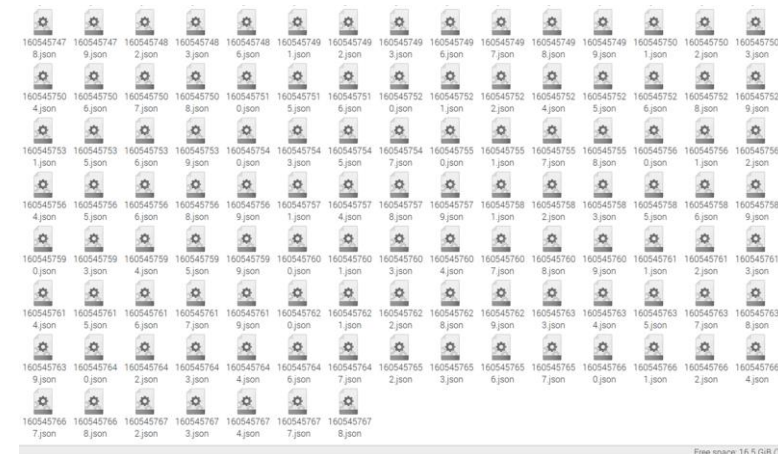 160545747 160545747 160545748 160545748 160545748 160545749 160545749 160545749 160545749 160545749 160545749 160545749 160545750 160545750 160545750
8.json 9.json 2.json 3.json 6.json 1.json 2.json 3.json 6.json 7.json 8.json 9.json 1.json 2.json 3.json
160545750 160545750 160545750 160545750 160545751 160545751 160545751 160545752 160545752 160545752 160545752 160545752 160545752 160545752 160545752
4.json 6.json 7.json 8.json 0.json 5.json 6.json 0.json 1.json 2.json 4.json 5.json 6.json 8.json 9.json
160545753 160545753 160545753 160545753 160545754 160545754 160545754 160545754 160545755 160545755 160545755 160545755 160545756 160545756 160545756
1.json 5.json 6.json 9.json 0.json 3.json 5.json 7.json 0.json 1.json 7.json 8.json 0.json 1.json 2.json
160545756 160545756 160545756 160545756 160545756 160545757 160545757 160545757 160545757 160545758 160545758 160545758 160545758 160545758 160545758
4.json 5.json 6.json 8.json 9.json 1.json 4.json 8.json 9.json 1.json 2.json 3.json 5.json 6.json 9.json
160545759 160545759 160545759 160545759 160545759 160545760 160545760 160545760 160545760 160545760 160545760 160545760 160545761 160545761 160545761
0.json 3.json 4.json 5.json 9.json 0.json 1.json 3.json 4.json 7.json 8.json 9.json 1.json 2.json 3.json
160545761 160545761 160545761 160545761 160545761 160545762 160545762 160545762 160545762 160545762 160545763 160545763 160545763 160545763 160545763
4.json 5.json 6.json 7.json 9.json 0.json 1.json 2.json 8.json 9.json 3.json 4.json 5.json 7.json 8.json
160545763 160545764 160545764 160545764 160545764 160545764 160545764 160545765 160545765 160545765 160545765 160545766 160545766 160545766 160545766
9.json 0.json 2.json 3.json 4.json 6.json 7.json 2.json 3.json 6.json 7.json 0.json 1.json 2.json 4.json
160545766 160545766 160545767 160545767 160545767 160545767 160545767
7.json 8.json 2.json 3.json 4.json 7.json 8.json
Free space: 16.5 GiB